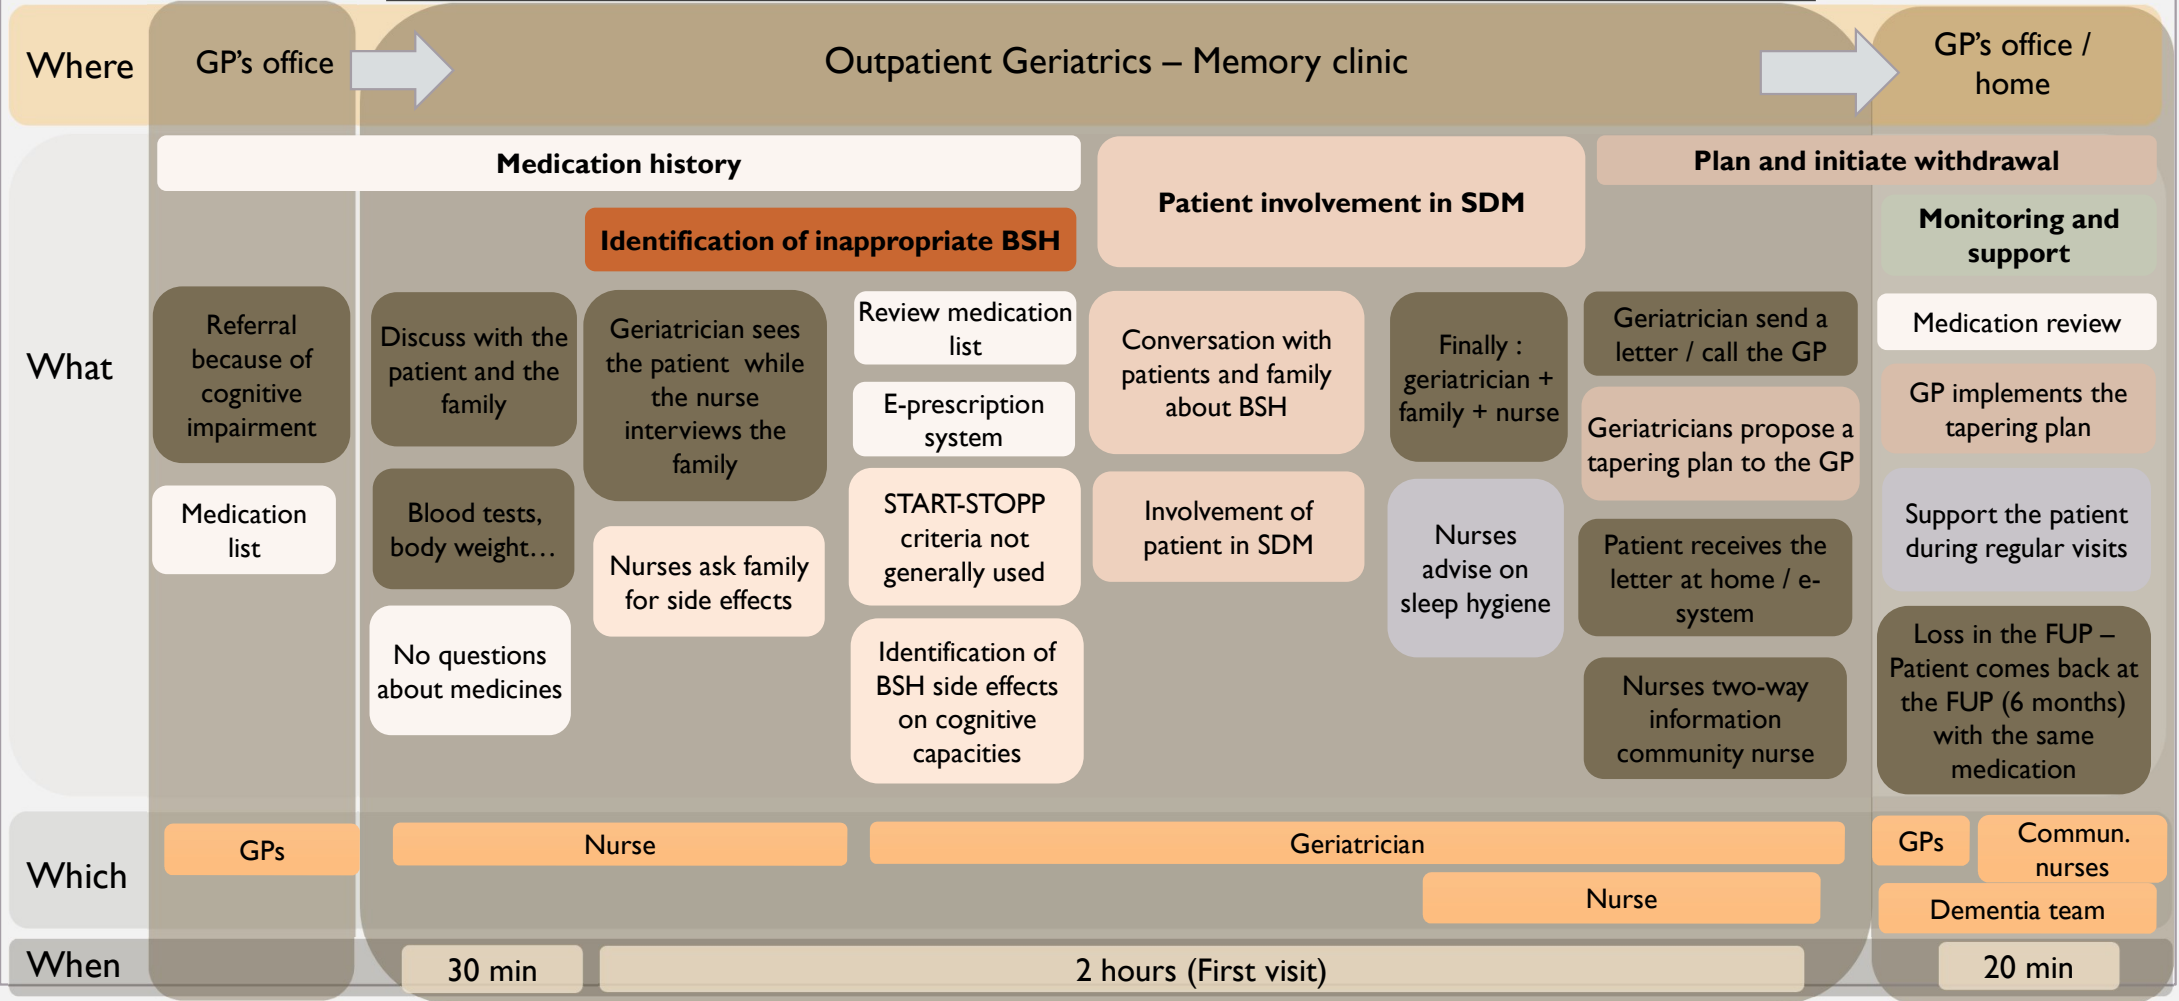 Where
GP's office
Outpatient Geriatrics – Memory clinic
GP's office /
home
Medication history
Identification of inappropriate BSH
Patient involvement in SDM
Plan and initiate withdrawal
Monitoring and
support
What
Referral
because of
cognitive
impairment
Medication
list
Discuss with the
patient and the
family
Blood tests,
body weight…
No questions
about medicines
Geriatrician sees
the patient while
the nurse
interviews the
family
Nurses ask family
for side effects
Review medication
list
E-prescription
system
START-STOPP
criteria not
generally used
Identification of
BSH side effects
on cognitive
capacities
Conversation with
patients and family
about BSH
Involvement of
patient in SDM
Finally :
geriatrician +
family + nurse
Nurses
advise on
sleep hygiene
Geriatrician send a
letter / call the GP
Geriatricians propose a
tapering plan to the GP
Patient receives the
letter at home / e-
system
Nurses two-way
information
community nurse
Medication review
GP implements the
tapering plan
Support the patient
during regular visits
Loss in the FUP –
Patient comes back at
the FUP (6 months)
with the same
medication
Which
GPs
Nurse
Geriatrician
Nurse
GPs
Commun.
nurses
Dementia team
When
30 min
2 hours (First visit)
20 min